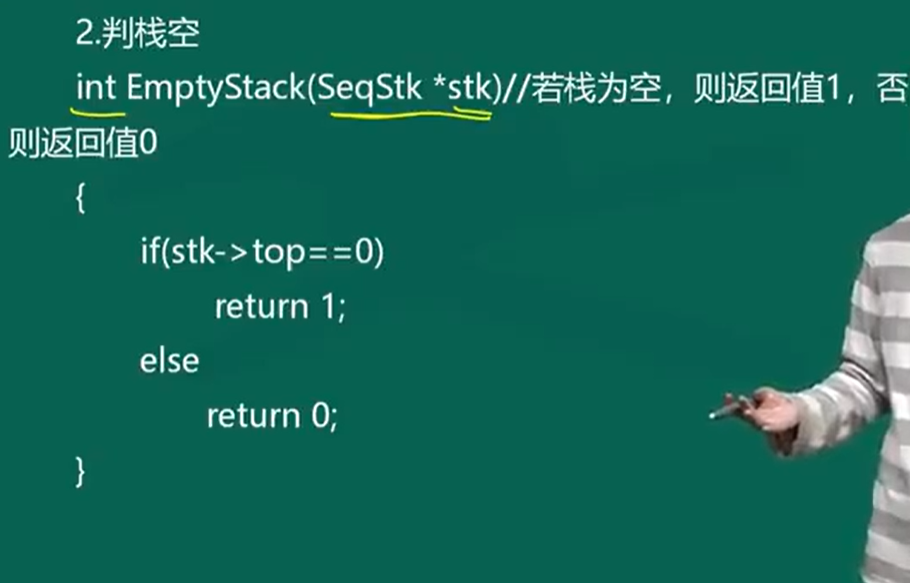 2.判栈空
int EmptyStack(SeqStk *stk)//若栈为空，则返回值1，否
则返回值0
{
if(stk->top==0)
return 1;
else
return 0;
}